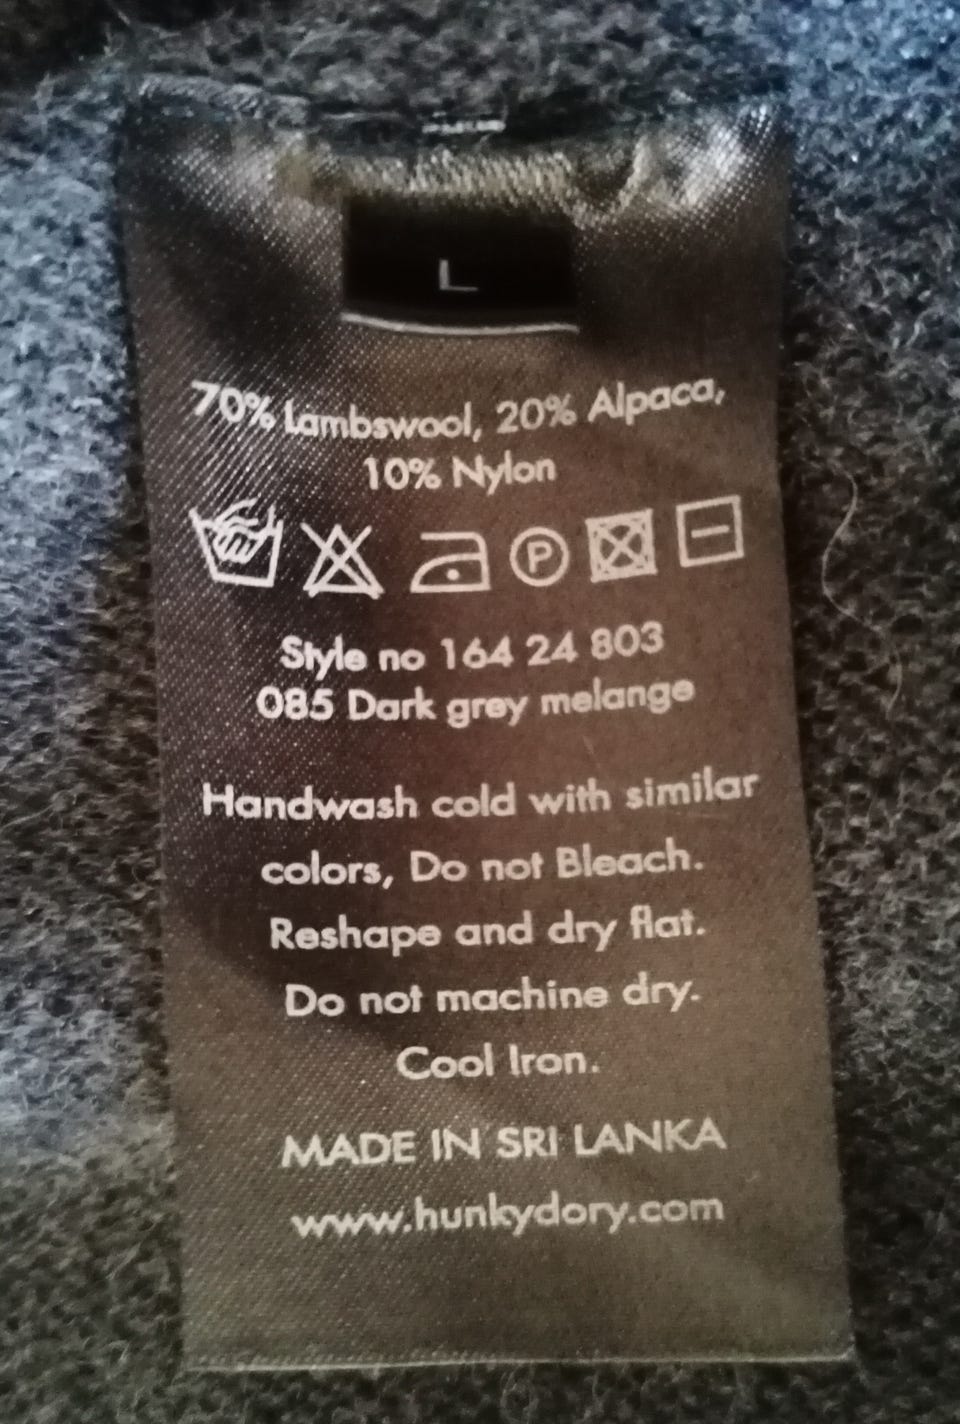 L
70% Lambswool, 20% Alpaca,
10% Nylon
P
Style no 164 24 803
085 Dark grey melange
Handwash cold with similar
colors, Do not Bleach.
Reshape and dry flat.
Do not machine dry.
Cool Iron.
MADE IN SRI LANKA
www.hunkydory.com